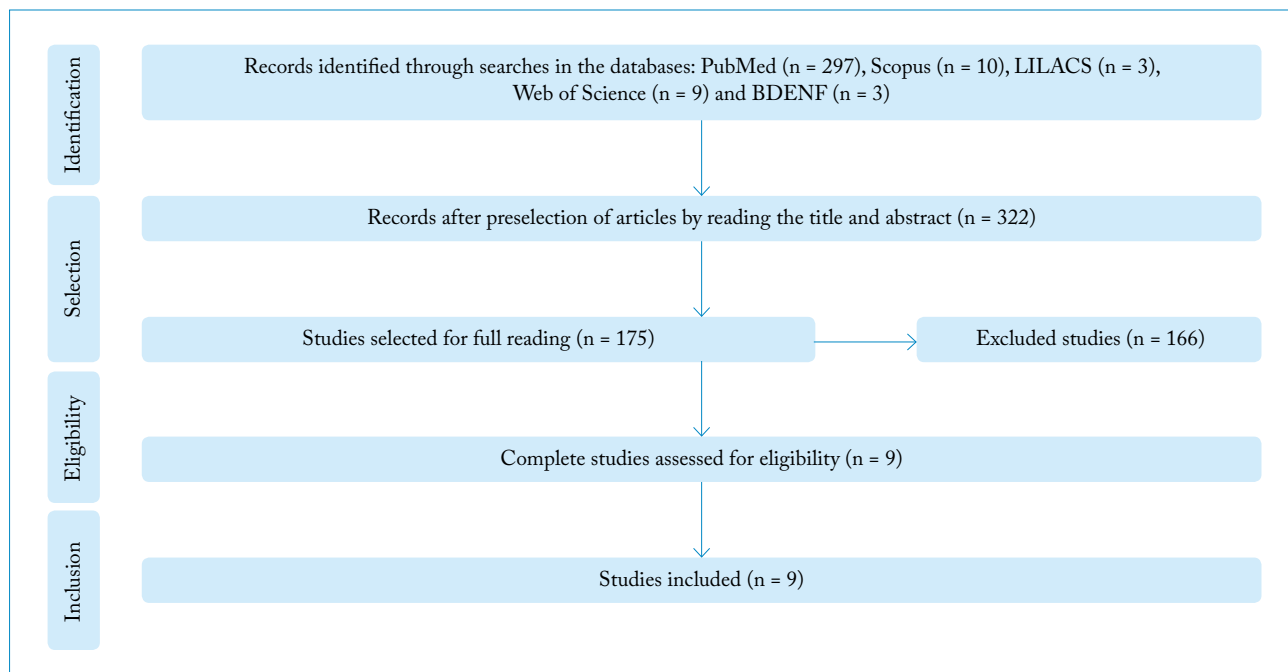 Identification
Records identified through searches in the databases: PubMed (n = 297), Scopus (n = 10), LILACS (n = 3),
Web of Science (n = 9) and BDENF (n = 3)
Selection
Records after preselection of articles by reading the title and abstract (n = 322)
Studies selected for full reading (n = 175)
Excluded studies (n = 166)
Eligibility
Complete studies assessed for eligibility (n = 9)
Inclusion
Studies included (n = 9)